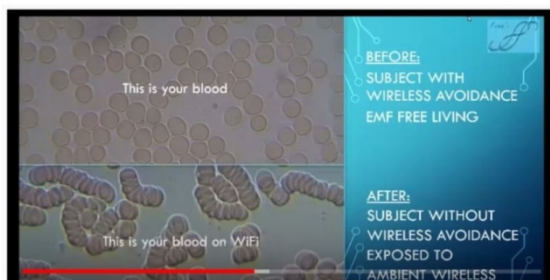 This is your blood
This is your blood on WiFi
BEFORE:
SUBJECT WITH
WIRELESS AVOIDANCE
EMF FREE LIVING
AFTER:
SUBJECT WITHOUT
WIRELESS AVOIDANCE
EXPOSED TO
AMBIENT WIRELESS